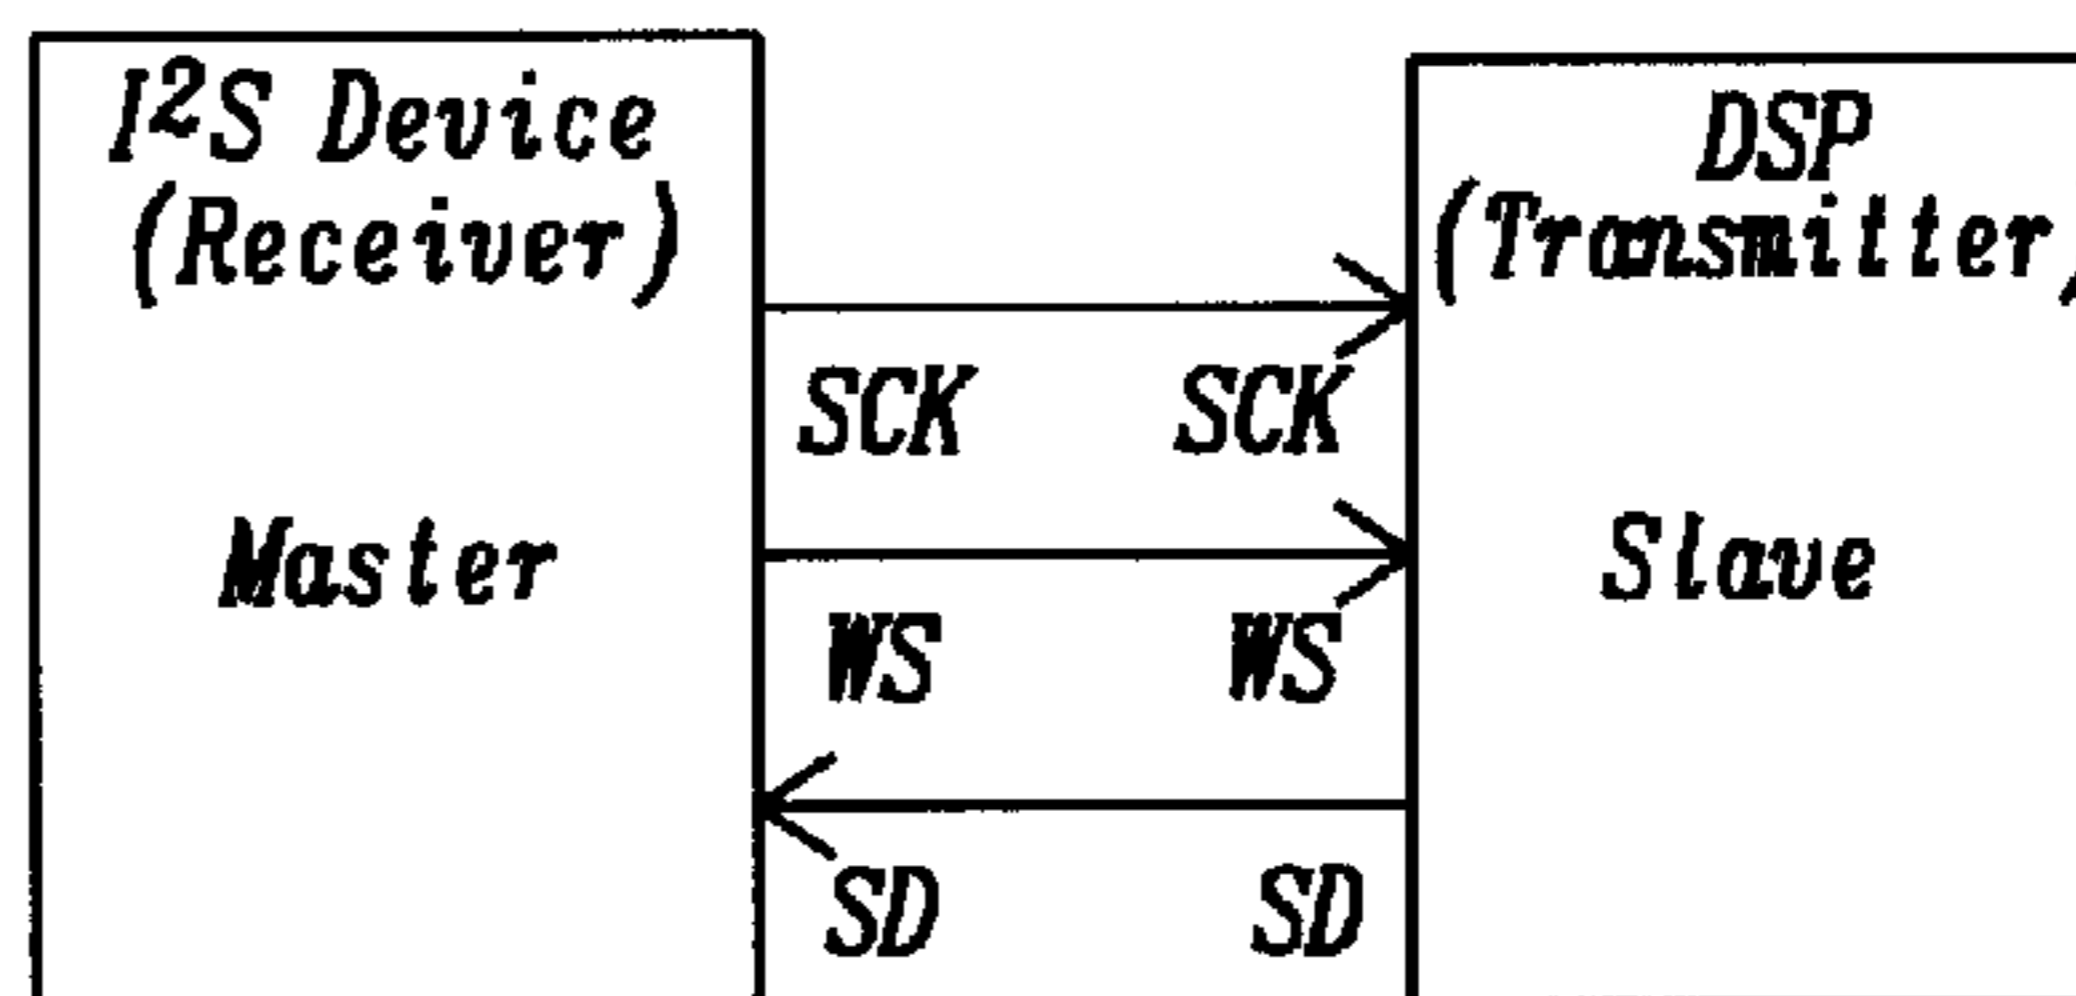 I²S Device
(Receiver)
DSP
(Transmitter)
SCK SCK
Master
Slave
WS WS
SD SD